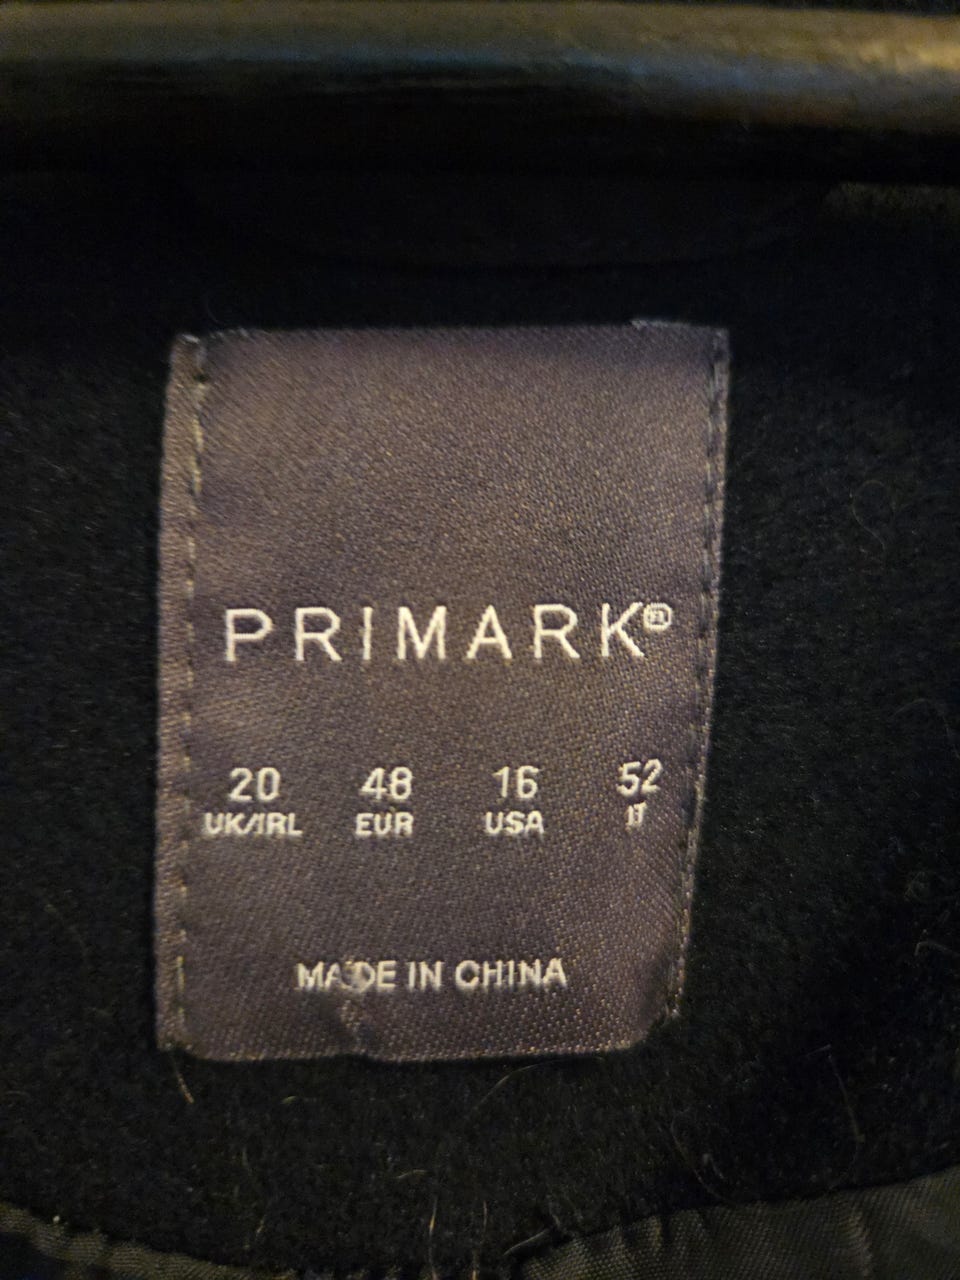 PRIMARK®
20 48 16 52
UK/IRL EUR USA IT
MADE IN CHINA